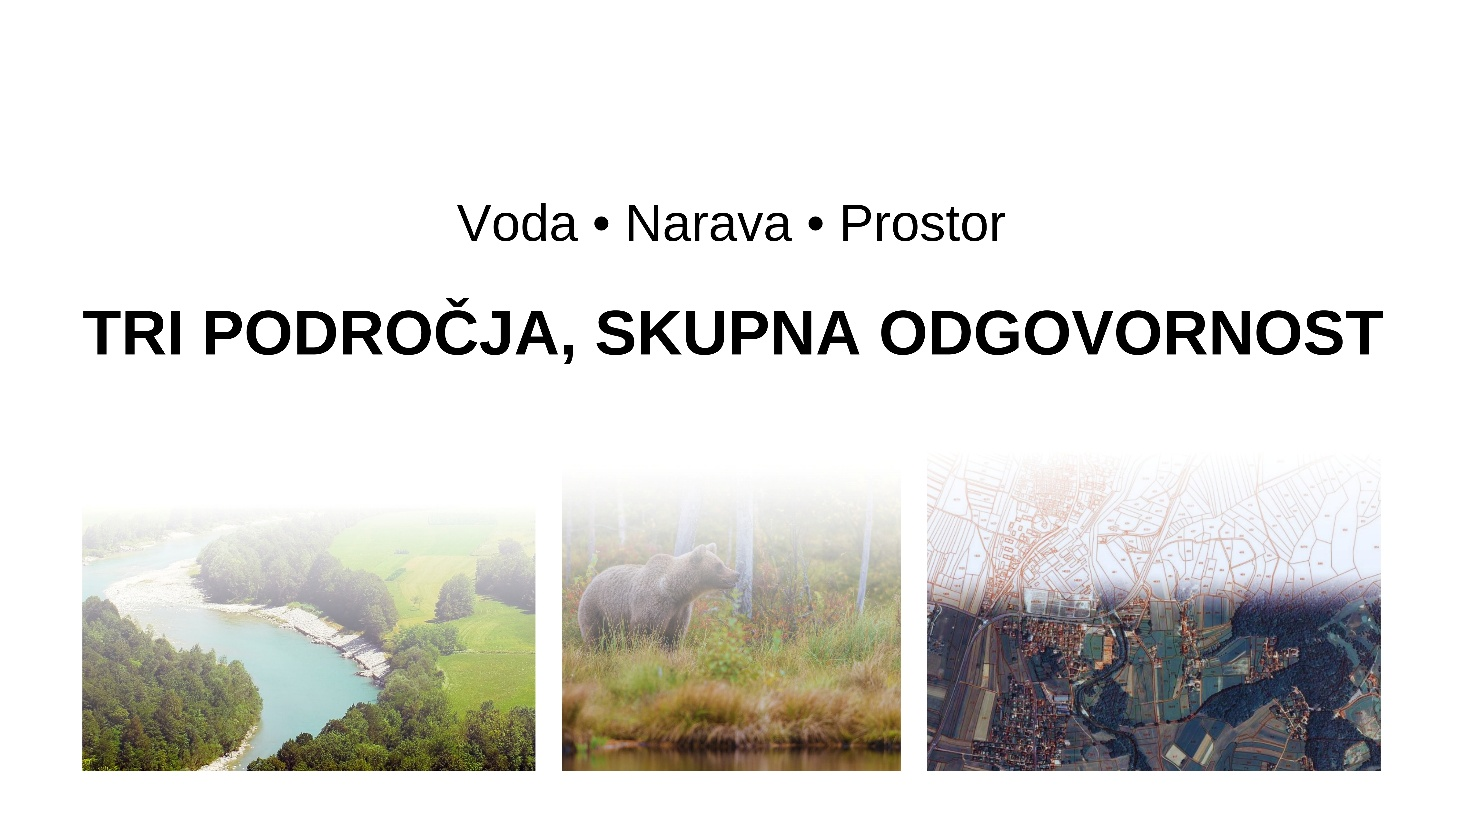 Voda • Narava • Prostor
TRI PODROČJA, SKUPNA ODGOVORNOST